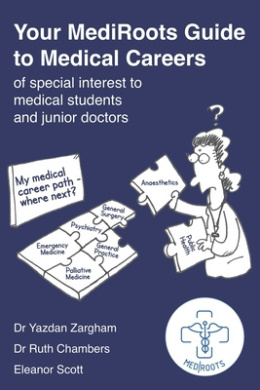 Your MediRoots Guide
to Medical Careers
of special interest to
medical students
and junior doctors
?
My medical
career path -
where next?
Anaesthetics
General
Surgery
Psychiatry
Public
Health
Emergency
Medicine
General
Practice
Palliative
Medicine
Dr Yazdan Zargham
Dr Ruth Chambers
Eleanor Scott
MEDIROOTS